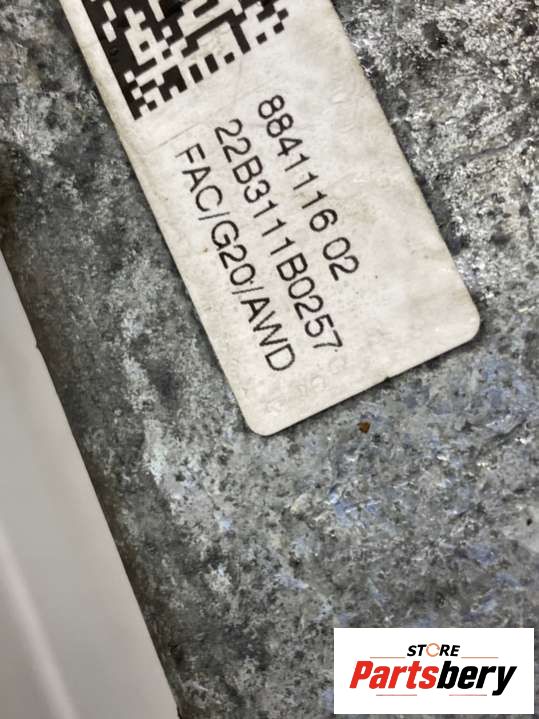 8841116 02
22B3111B0257
FAC/G20/AWD
STORE
Partsbery